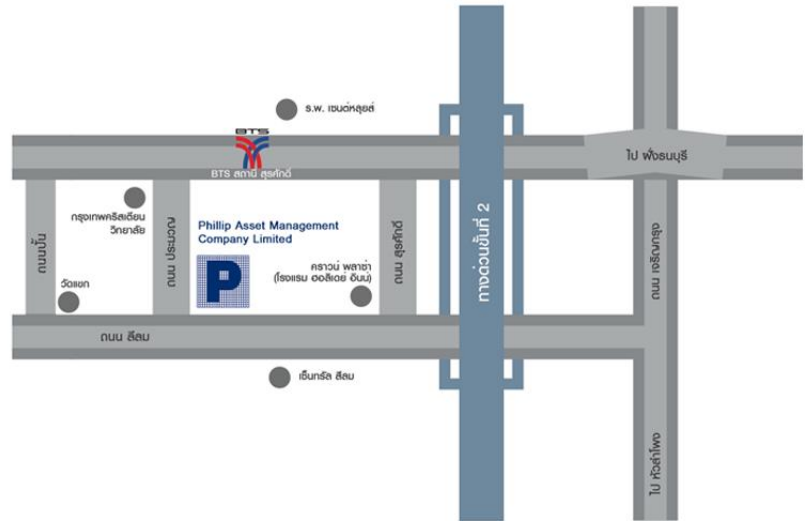 ร.พ. เซนต์หลุยส์
BTS
BTS สถานี สุรศักดิ์
ไป ฝั่งธนบุรี
กรุงเทพคริสเตียน
วิทยาลัย
ถนนปั้น
ถนน ประมวญ
Phillip Asset Management
Company Limited
P
ถนน สุรศักดิ์
คราวน์ พลาซ่า
(โรงแรม ฮอลิเดย์ อินน์)
วัดแขก
ทางด่วนขั้นที่ 2
ถนน เจริญกรุง
ถนน สีลม
เซ็นทรัล สีลม
ไป หัวลำโพง